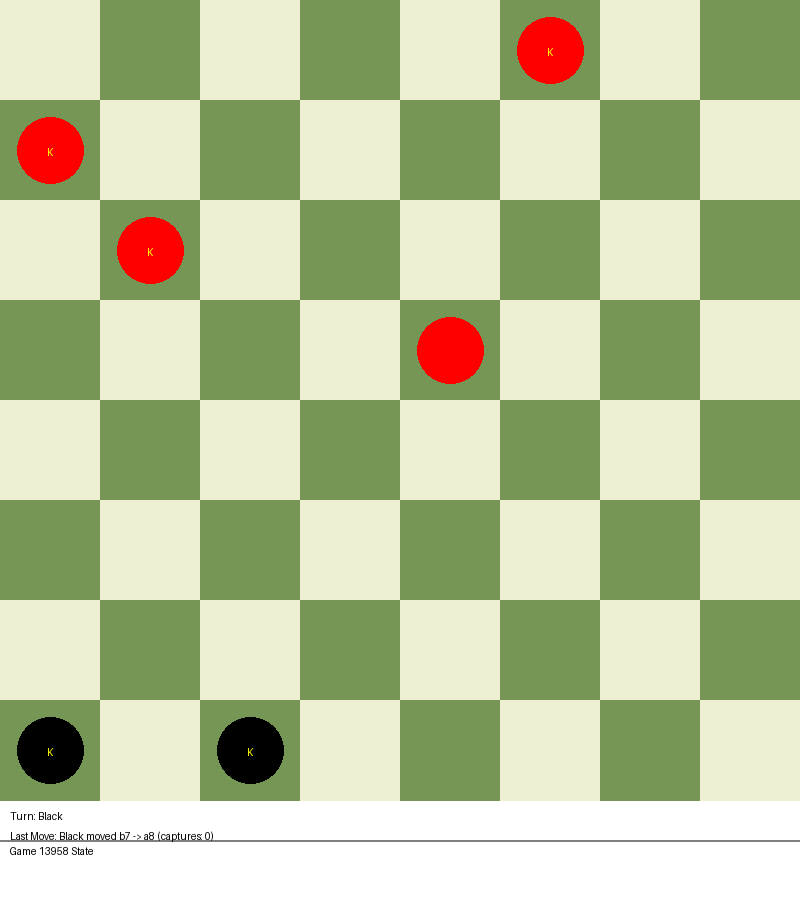 K
K
K
K K
Turn: Black
Last Move: Black moved b7 -> a8 (captures: 0)
Game 13958 State